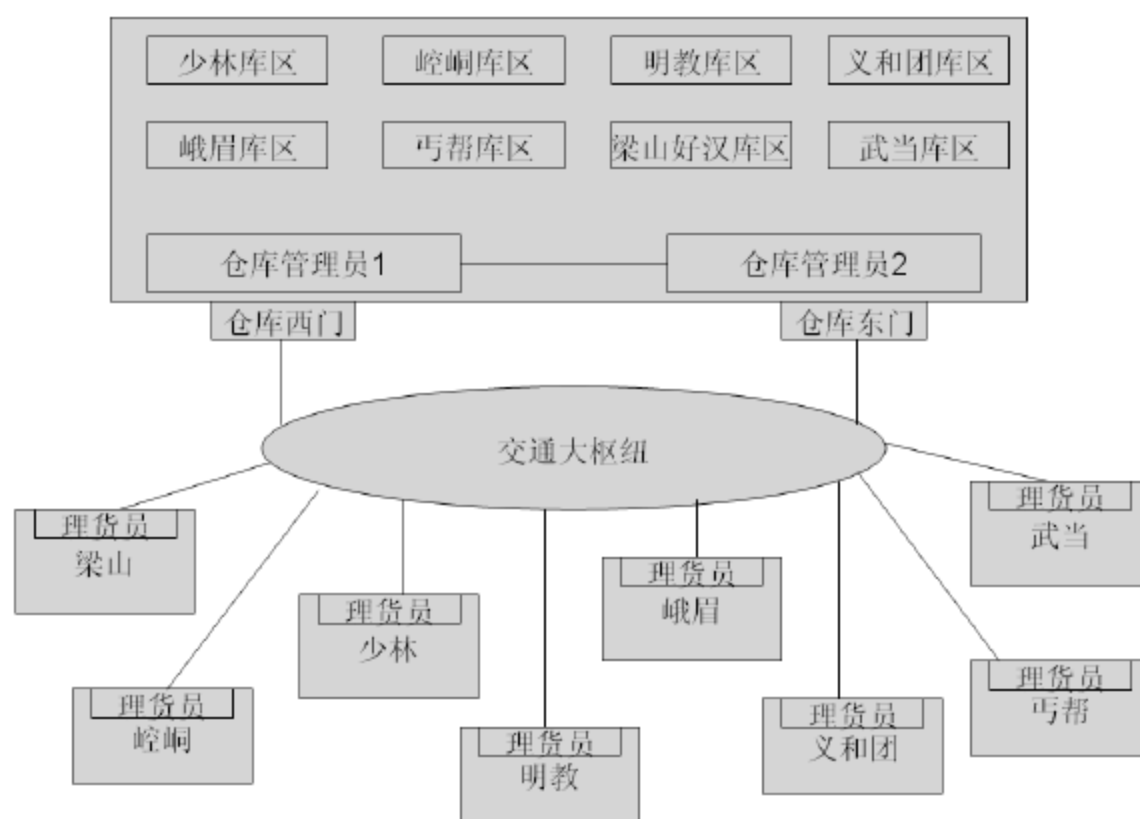 少林库区
崆峒库区
明教库区
义和团库区
峨眉库区
丐帮库区
梁山好汉库区
武当库区
仓库管理员1
仓库管理员2
仓库西门
仓库东门
交通大枢纽
理货员
梁山
理货员
崆峒
理货员
少林
理货员
明教
理货员
峨眉
理货员
义和团
理货员
武当
理货员
丐帮